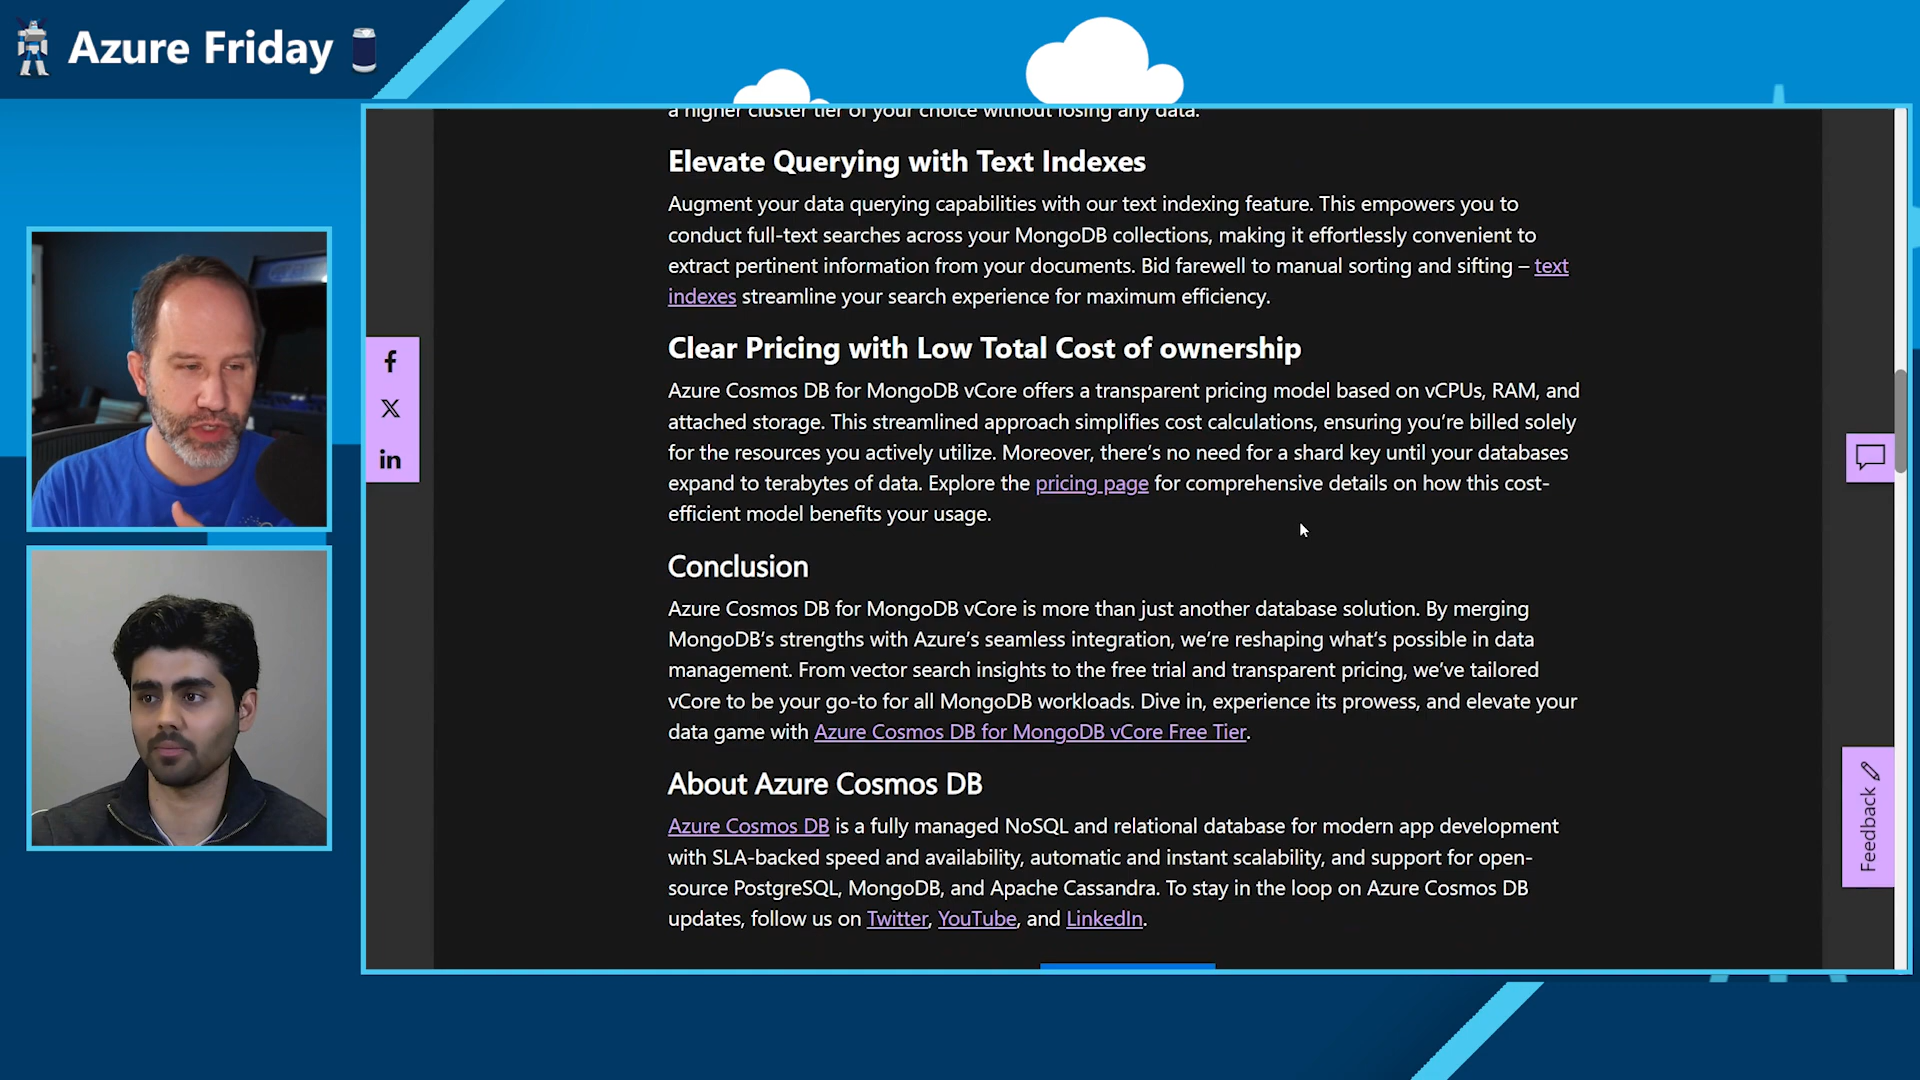 Azure Friday
a higher cluster tier of your choice without losing any data.
Elevate Querying with Text Indexes
Augment your data querying capabilities with our text indexing feature. This empowers you to
conduct full-text searches across your MongoDB collections, making it effortlessly convenient to
extract pertinent information from your documents. Bid farewell to manual sorting and sifting – text
indexes streamline your search experience for maximum efficiency.
Clear Pricing with Low Total Cost of ownership
Azure Cosmos DB for MongoDB vCore offers a transparent pricing model based on vCPUs, RAM, and
attached storage. This streamlined approach simplifies cost calculations, ensuring you’re billed solely
for the resources you actively utilize. Moreover, there’s no need for a shard key until your databases
expand to terabytes of data. Explore the pricing page for comprehensive details on how this cost-
efficient model benefits your usage.
Conclusion
Azure Cosmos DB for MongoDB vCore is more than just another database solution. By merging
MongoDB’s strengths with Azure’s seamless integration, we’re reshaping what’s possible in data
management. From vector search insights to the free trial and transparent pricing, we’ve tailored
vCore to be your go-to for all MongoDB workloads. Dive in, experience its prowess, and elevate your
data game with Azure Cosmos DB for MongoDB vCore Free Tier.
About Azure Cosmos DB
Azure Cosmos DB is a fully managed NoSQL and relational database for modern app development
with SLA-backed speed and availability, automatic and instant scalability, and support for open-
source PostgreSQL, MongoDB, and Apache Cassandra. To stay in the loop on Azure Cosmos DB
updates, follow us on Twitter, YouTube, and LinkedIn.
Feedback